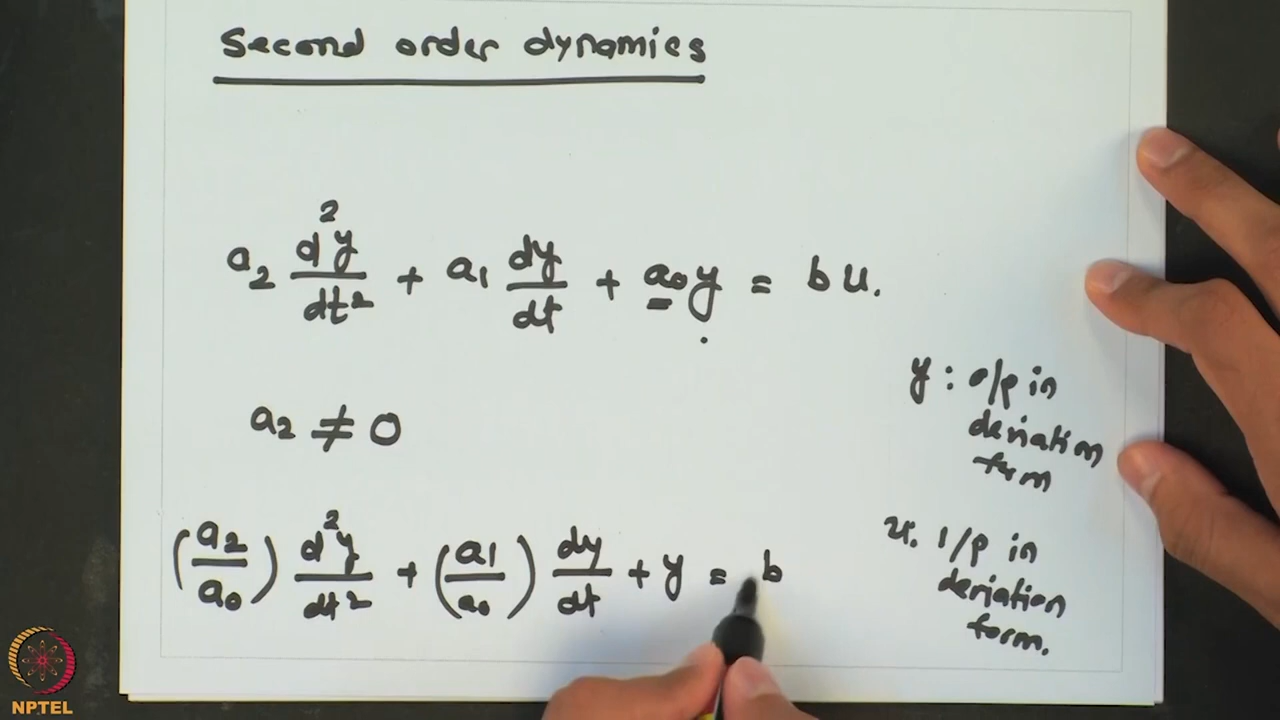 Second order dynamics
a₂ d²y/dt² + a₁ dy/dt + a₀y = bu.
a₂ ≠ 0
(a₂/a₀) d²y/dt² + (a₁/a₀) dy/dt + y = b
y : o/p in
deviation
form
u. i/p in
deviation
form.
NPTEL